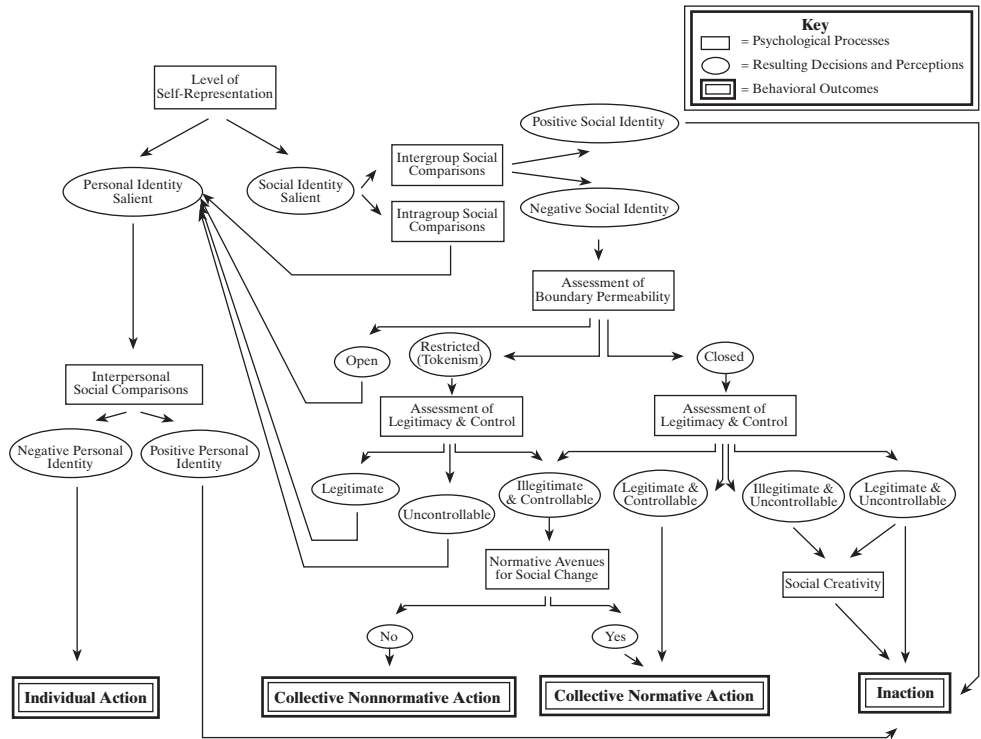 Key
= Psychological Processes
= Resulting Decisions and Perceptions
= Behavioral Outcomes
Level of
Self-Representation
Personal Identity
Salient
Social Identity
Salient
Intergroup Social
Comparisons
Intragroup Social
Comparisons
Positive Social Identity
Negative Social Identity
Assessment of
Boundary Permeability
Open
Restricted
(Tokenism)
Closed
Interpersonal
Social Comparisons
Assessment of
Legitimacy & Control
Assessment of
Legitimacy & Control
Negative Personal
Identity
Positive Personal
Identity
Legitimate
Uncontrollable
Illegitimate
& Controllable
Legitimate &
Controllable
Illegitimate &
Uncontrollable
Legitimate &
Uncontrollable
Normative Avenues
for Social Change
Social Creativity
No
Yes
Individual Action
Collective Nonnormative Action
Collective Normative Action
Inaction